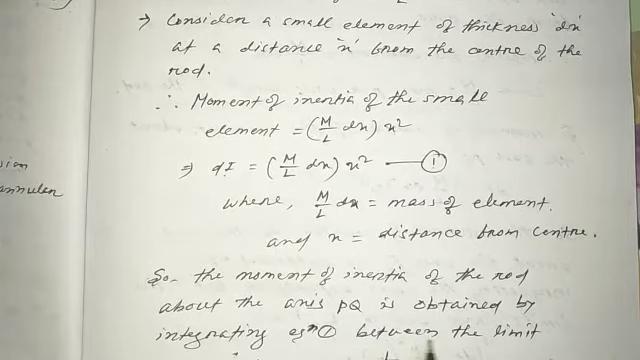 → Consider a small element of thickness 'dx'
at a distance 'x' from the centre of the
rod.
∴ Moment of inertia of the small
element = (M/L dx) x²
⇒ dI = (M/L dx) x² —— ①
where, M/L dx = mass of element.
and x = distance from centre.
So the moment of inertia of the rod
about the axis PQ is obtained by
integrating eqⁿ ① between the limit
annular